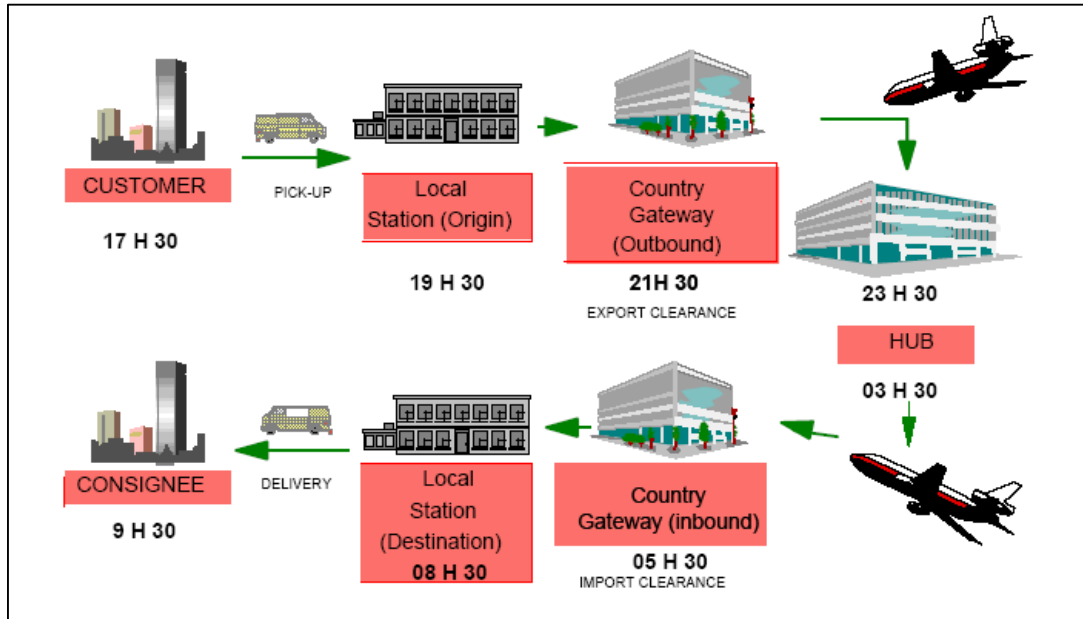 CUSTOMER
17 H 30
PICK-UP
Local
Station (Origin)
19 H 30
Country
Gateway
(Outbound)
21H 30
EXPORT CLEARANCE
23 H 30
HUB
03 H 30
CONSIGNEE
9 H 30
DELIVERY
Local
Station
(Destination)
08 H 30
Country
Gateway (inbound)
05 H 30
IMPORT CLEARANCE